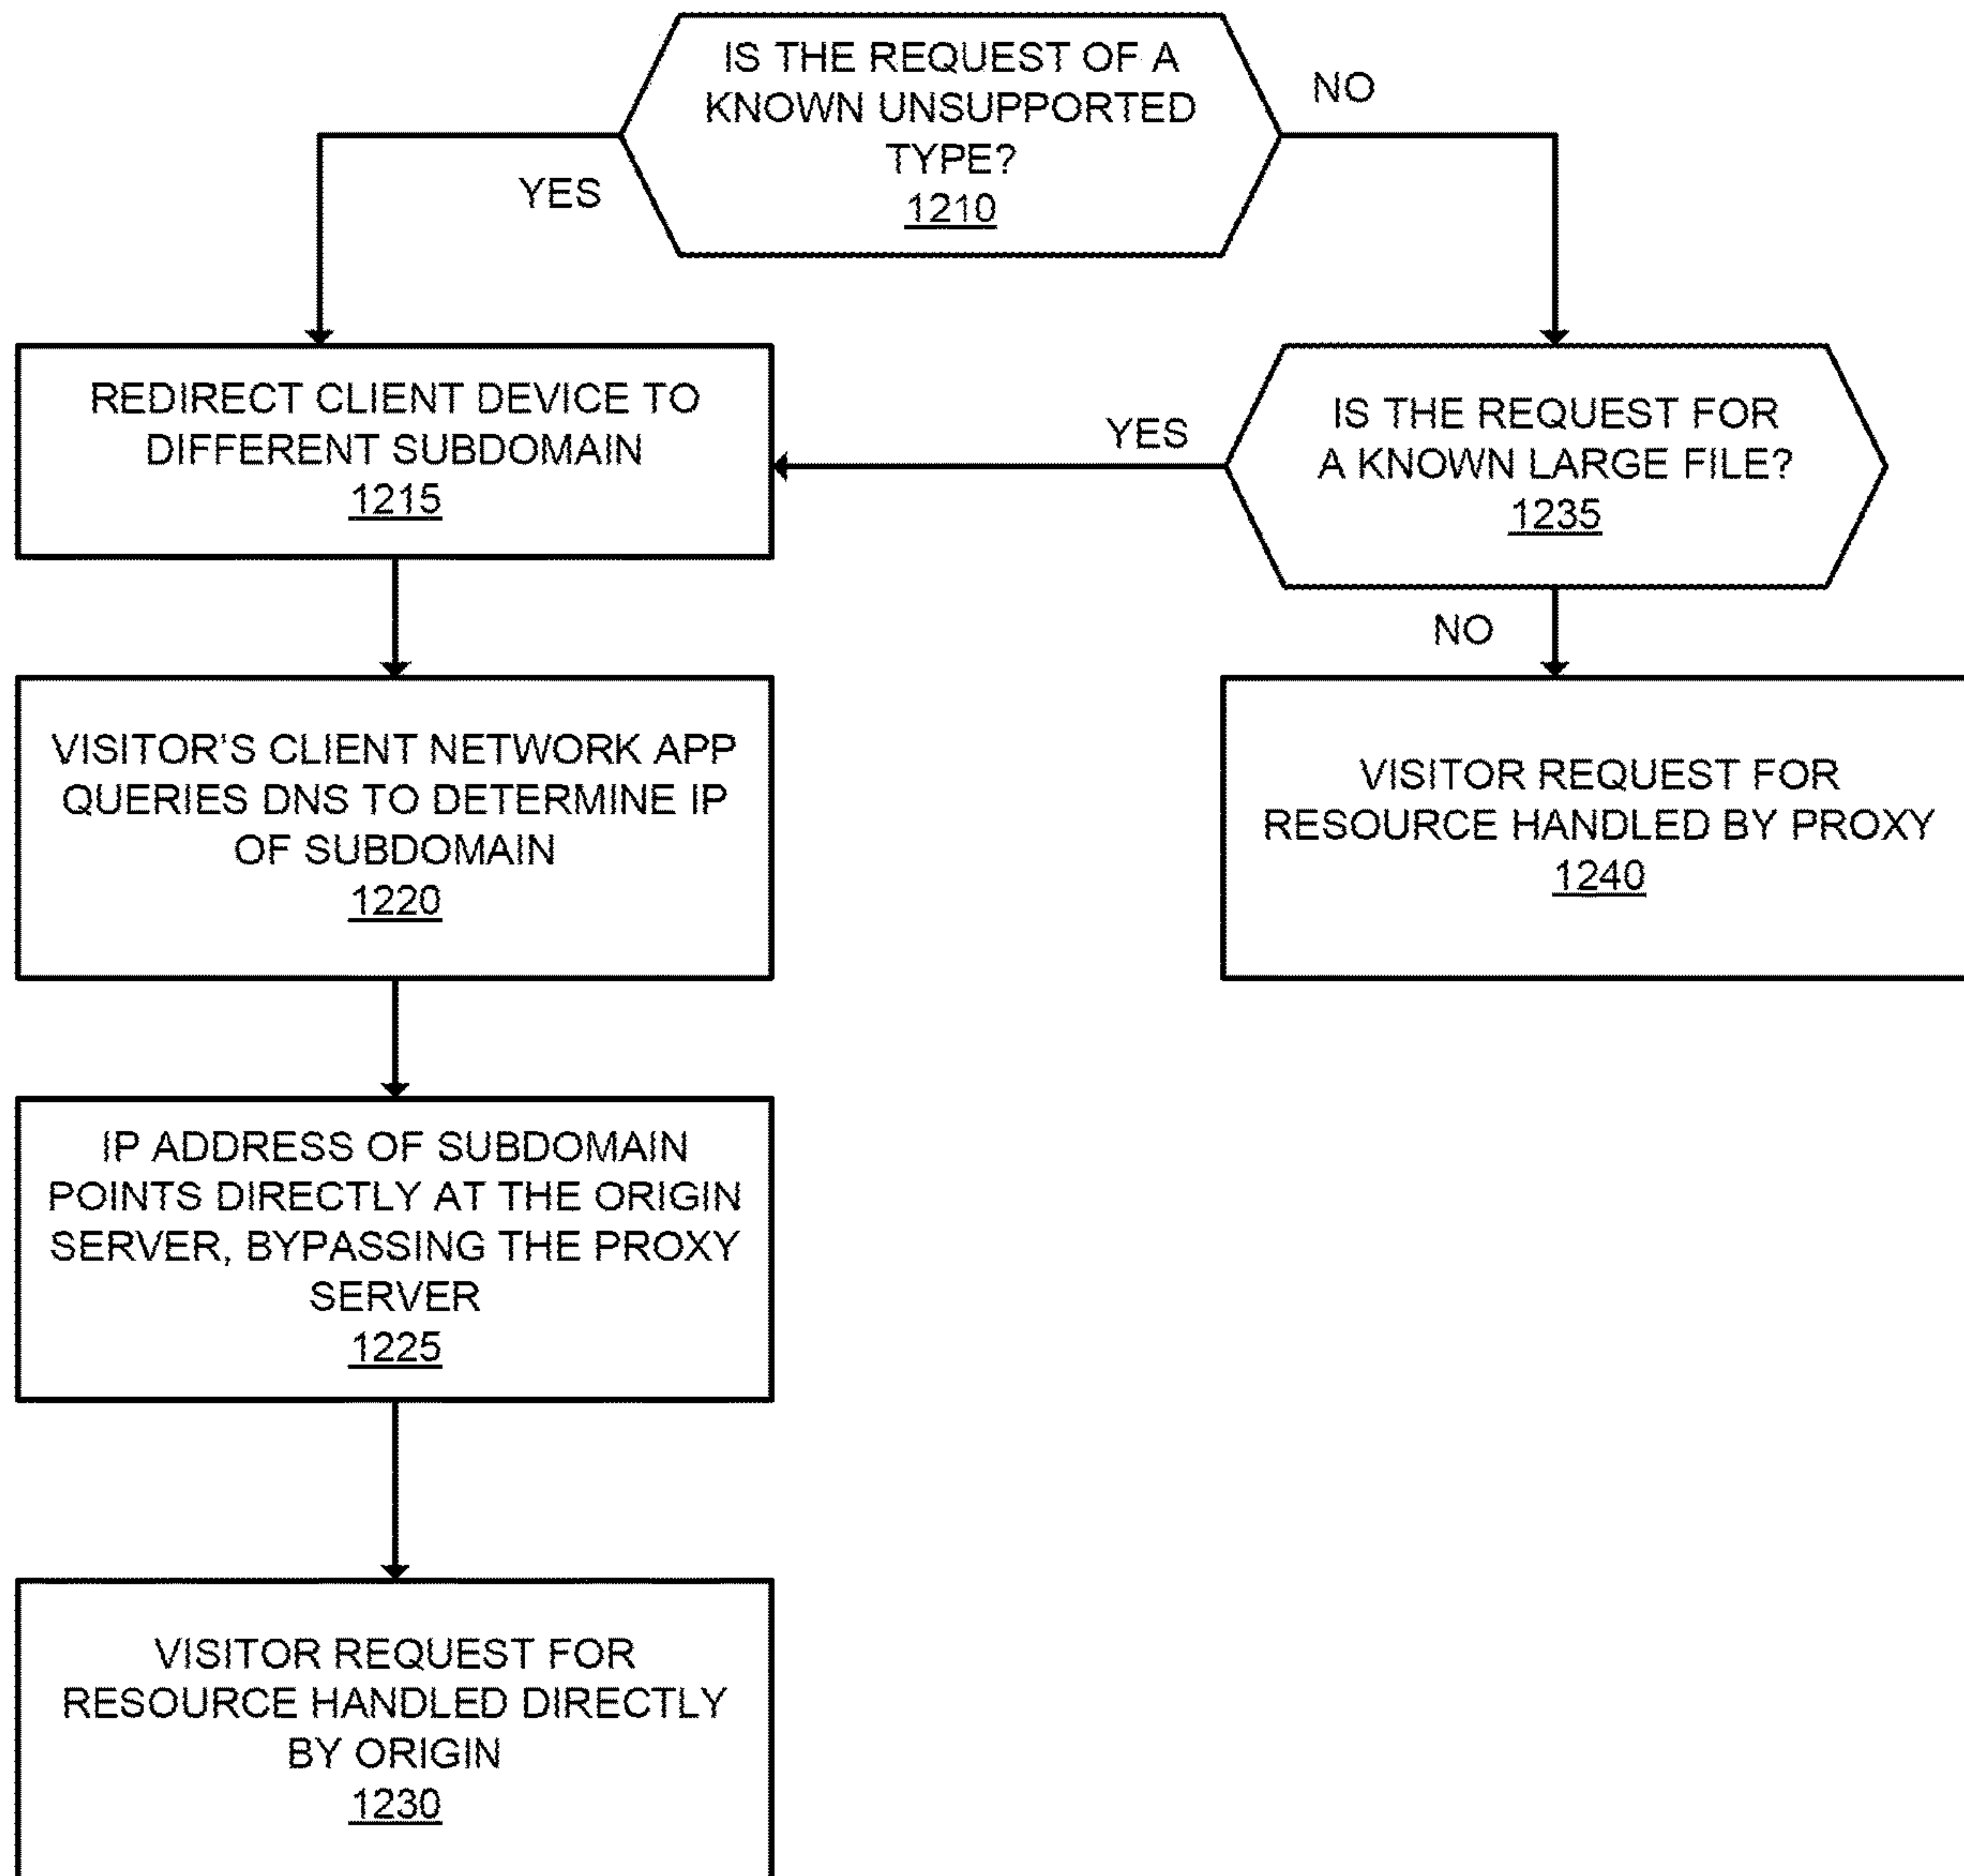 IS THE REQUEST OF A
KNOWN UNSUPPORTED
TYPE?
1210
NO
YES
REDIRECT CLIENT DEVICE TO
DIFFERENT SUBDOMAIN
1215
YES
IS THE REQUEST FOR
A KNOWN LARGE FILE?
1235
NO
VISITOR'S CLIENT NETWORK APP
QUERIES DNS TO DETERMINE IP
OF SUBDOMAIN
1220
VISITOR REQUEST FOR
RESOURCE HANDLED BY PROXY
1240
IP ADDRESS OF SUBDOMAIN
POINTS DIRECTLY AT THE ORIGIN
SERVER, BYPASSING THE PROXY
SERVER
1225
VISITOR REQUEST FOR
RESOURCE HANDLED DIRECTLY
BY ORIGIN
1230